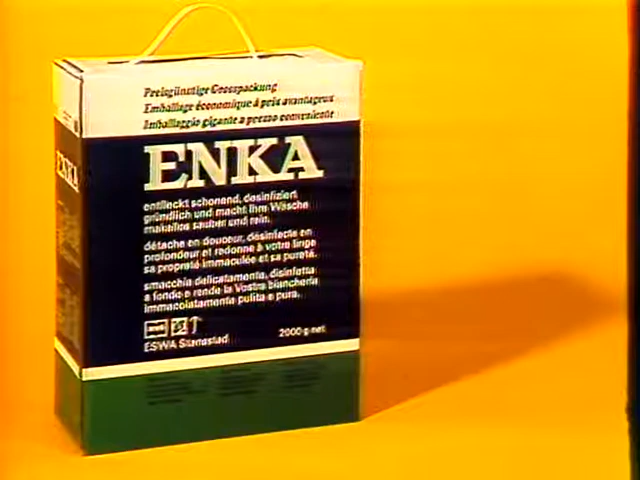 Preisgünstige Grosspackung
Emballage économique à prix avantageux
Imballaggio gigante a prezzo conveniente
ENKA
entfleckt schonend, desinfiziert
gründlich und macht Ihre Wäsche
makellos sauber und rein.
détache en douceur, désinfecte en
profondeur et redonne à votre linge
sa propreté immaculée et sa pureté.
smacchia delicatamente, disinfetta
a fondo e rende la Vostra biancheria
immacolatamente pulita e pura.
ESWA Stansstad
2000 g net
ENKA